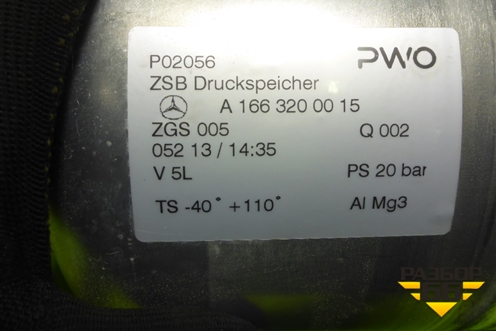 P02056 PWO
ZSB Druckspeicher
A 166 320 00 15
ZGS 005 Q 002
052 13 / 14:35
V 5L PS 20 bar
TS -40° +110° Al Mg3
РАЗБОР